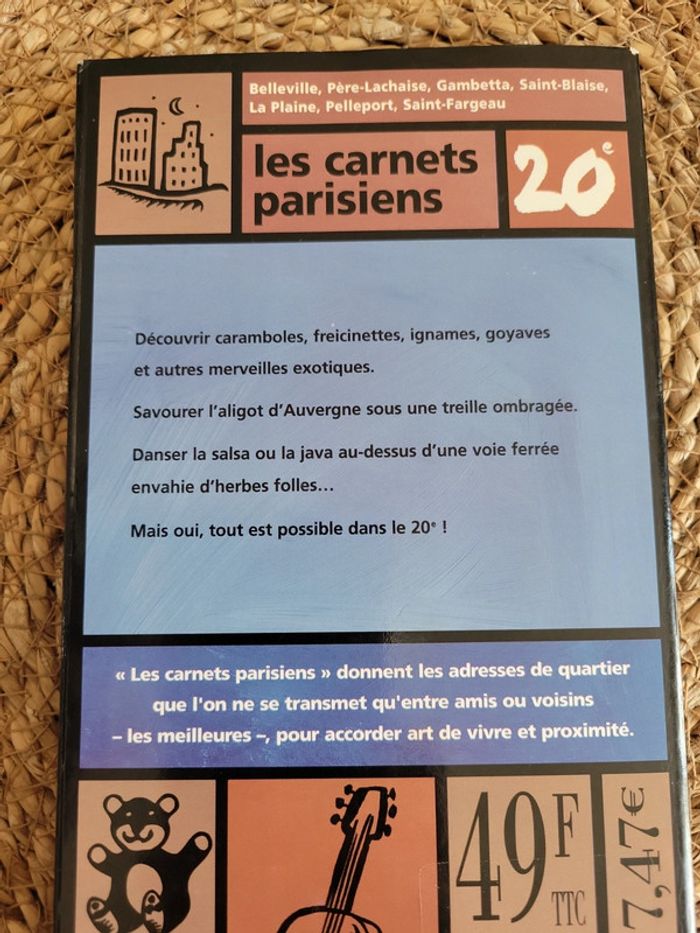 Belleville, Père-Lachaise, Gambetta, Saint-Blaise,
La Plaine, Pelleport, Saint-Fargeau
les carnets
parisiens
20e
Découvrir caramboles, freicinettes, ignames, goyaves
et autres merveilles exotiques.
Savourer l'aligot d'Auvergne sous une treille ombragée.
Danser la salsa ou la java au-dessus d'une voie ferrée
envahie d'herbes folles...
Mais oui, tout est possible dans le 20e !
« Les carnets parisiens » donnent les adresses de quartier
que l'on ne se transmet qu'entre amis ou voisins
– les meilleures –, pour accorder art de vivre et proximité.
49F
TTC
7,47€